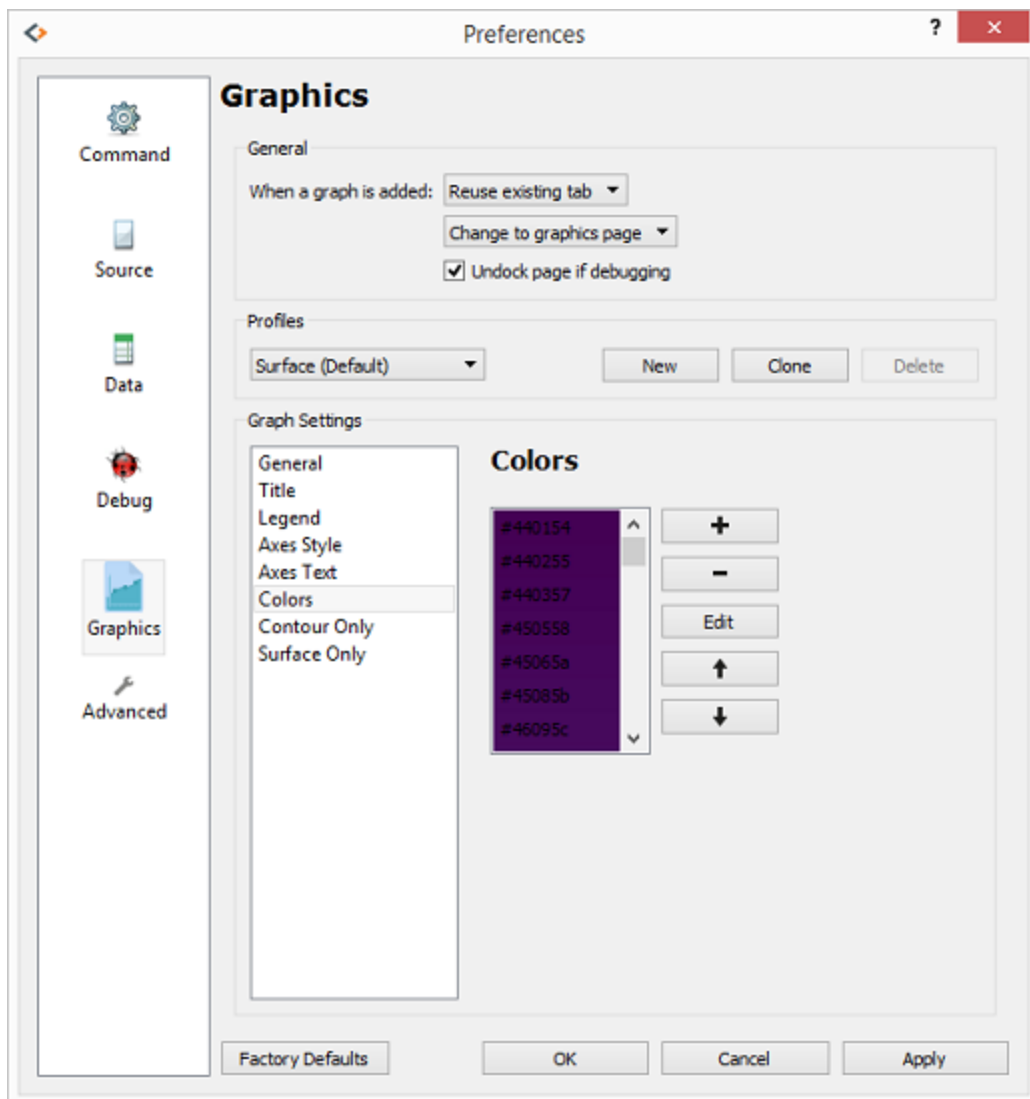 Preferences
?
Command
Source
Data
Debug
Graphics
Advanced
Graphics
General
When a graph is added: Reuse existing tab
Change to graphics page
Undock page if debugging
Profiles
Surface (Default) New Clone Delete
Graph Settings
General
Title
Legend
Axes Style
Axes Text
Colors
Contour Only
Surface Only
Colors
#440154
#440255
#440357
#450558
#45065a
#45085b
#46095c
+
-
Edit
Factory Defaults OK Cancel Apply